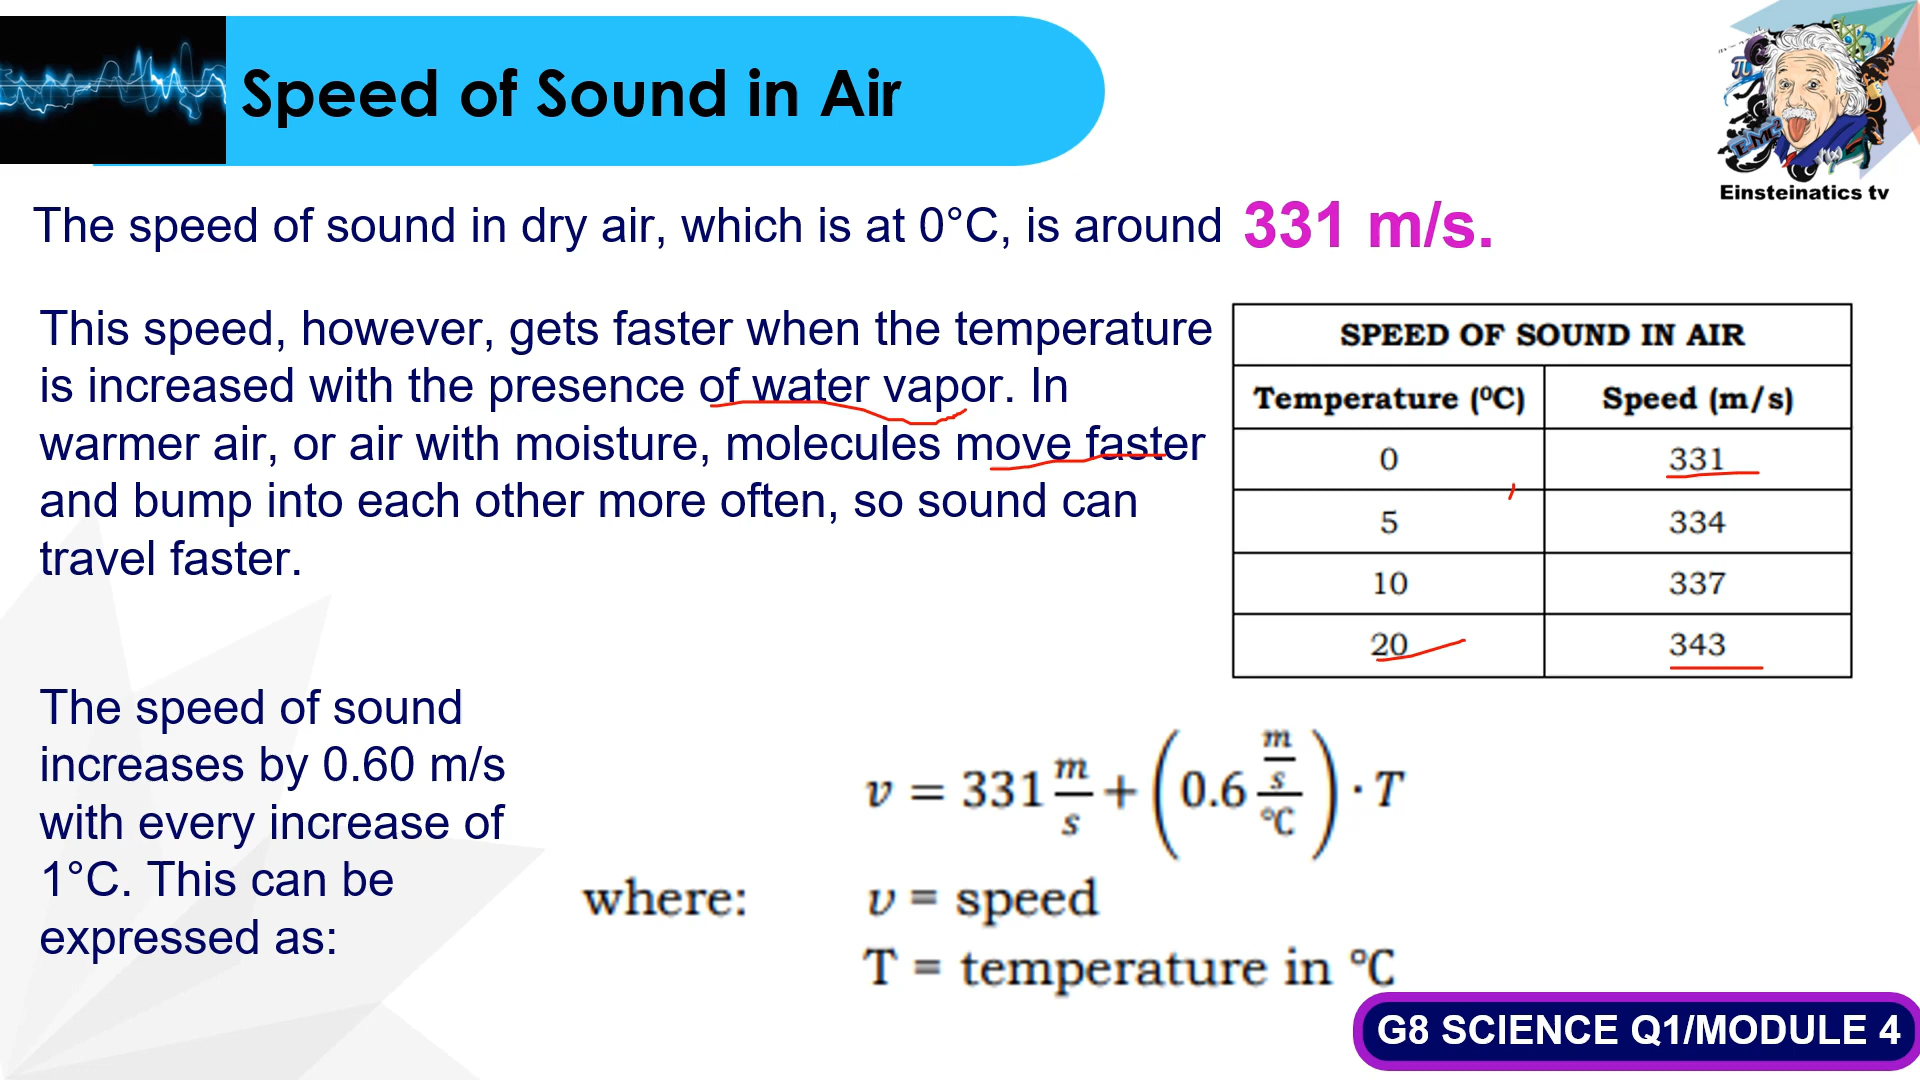 Speed of Sound in Air
Einsteinatics tv
The speed of sound in dry air, which is at 0°C, is around 331 m/s.
This speed, however, gets faster when the temperature
is increased with the presence of water vapor. In
warmer air, or air with moisture, molecules move faster
and bump into each other more often, so sound can
travel faster.
SPEED OF SOUND IN AIR
Temperature (⁰C) Speed (m/s)
0 331
5 334
10 337
20 343
The speed of sound
increases by 0.60 m/s
with every increase of
1°C. This can be
expressed as:
v = 331 m/s + (0.6 m/s/°C) · T
where: v = speed
T = temperature in °C
G8 SCIENCE Q1/MODULE 4